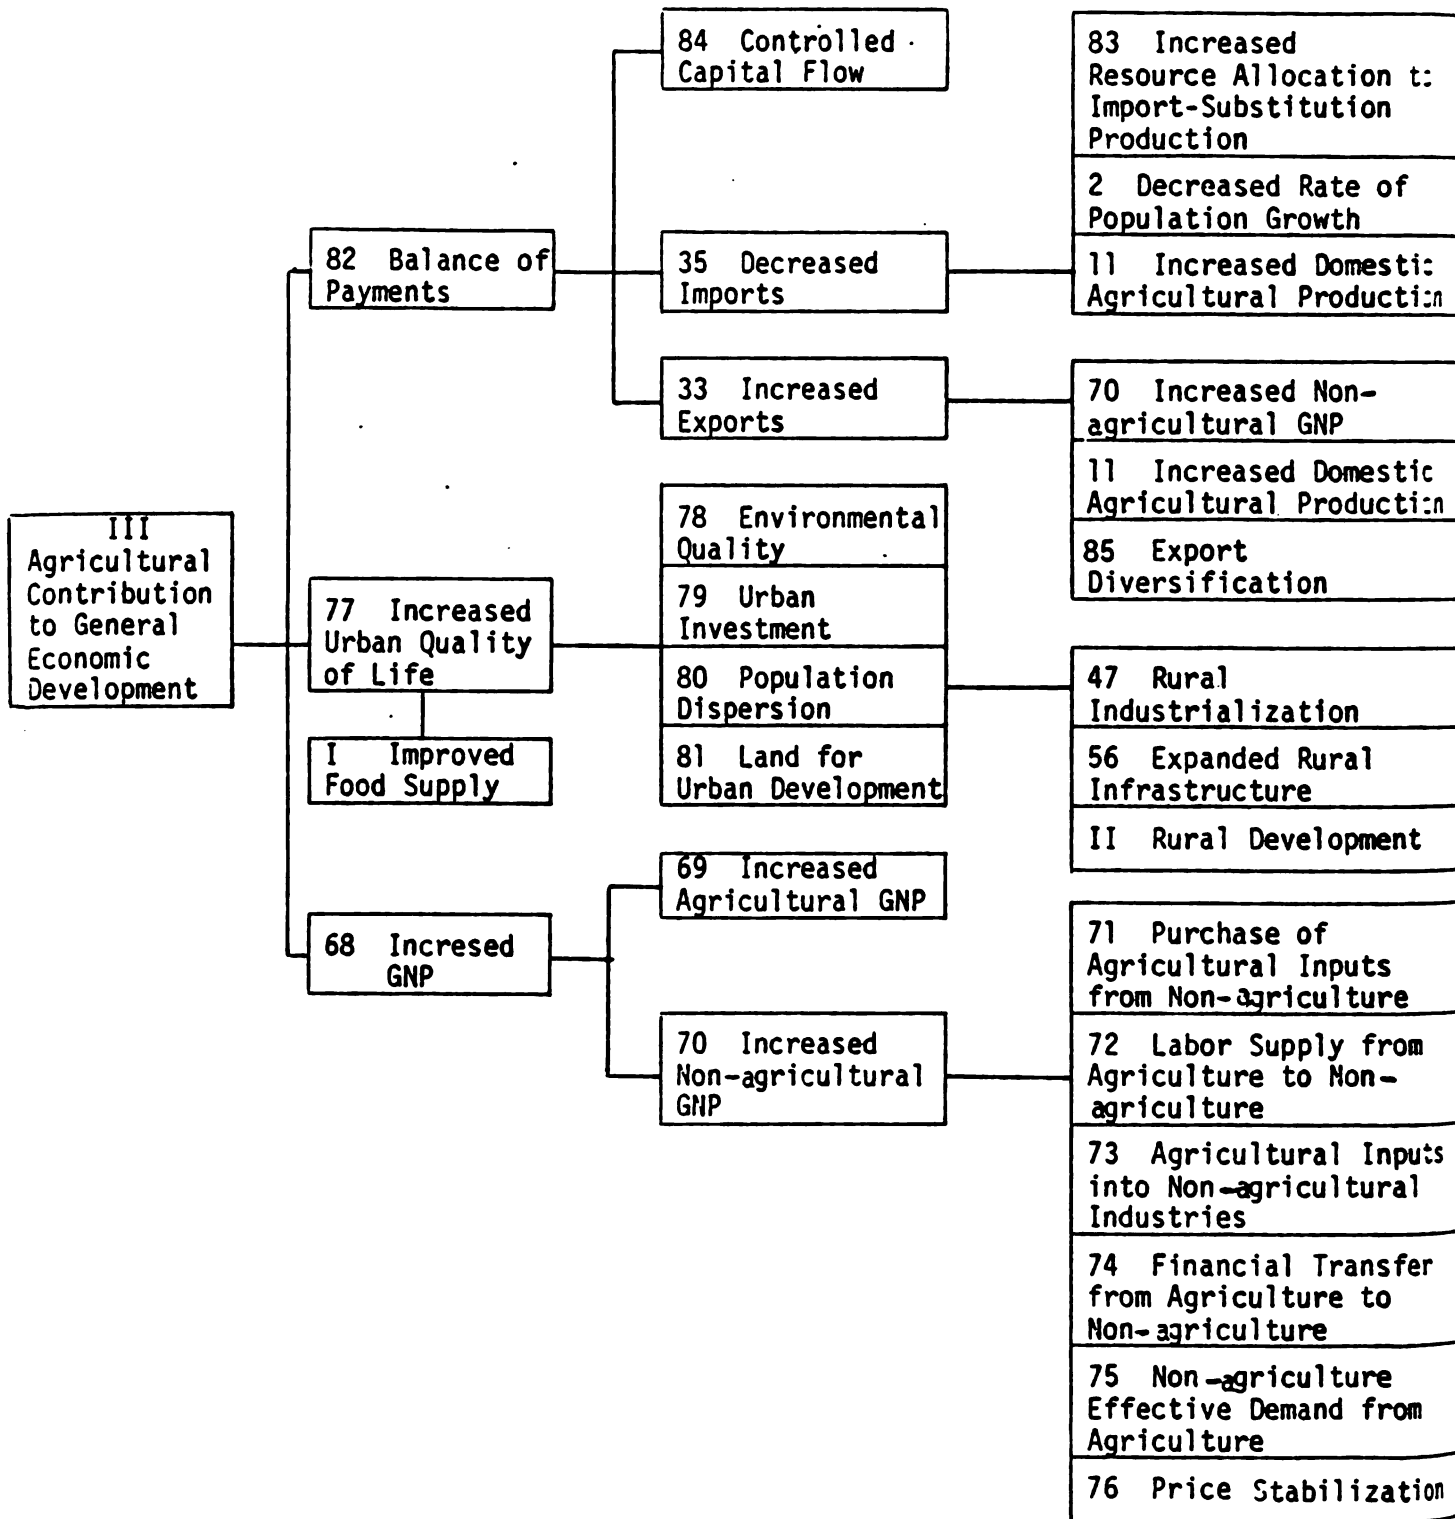 III
Agricultural
Contribution
to General
Economic
Development
82 Balance of
Payments
77 Increased
Urban Quality
of Life
I Improved
Food Supply
68 Incresed
GNP
84 Controlled
Capital Flow
35 Decreased
Imports
33 Increased
Exports
78 Environmental
Quality
79 Urban
Investment
80 Population
Dispersion
81 Land for
Urban Development
69 Increased
Agricultural GNP
70 Increased
Non-agricultural
GNP
83 Increased
Resource Allocation to
Import-Substitution
Production
2 Decreased Rate of
Population Growth
11 Increased Domestic
Agricultural Production
70 Increased Non-
agricultural GNP
11 Increased Domestic
Agricultural Production
85 Export
Diversification
47 Rural
Industrialization
56 Expanded Rural
Infrastructure
II Rural Development
71 Purchase of
Agricultural Inputs
from Non-agriculture
72 Labor Supply from
Agriculture to Non-
agriculture
73 Agricultural Inputs
into Non-agricultural
Industries
74 Financial Transfer
from Agriculture to
Non-agriculture
75 Non-agriculture
Effective Demand from
Agriculture
76 Price Stabilization